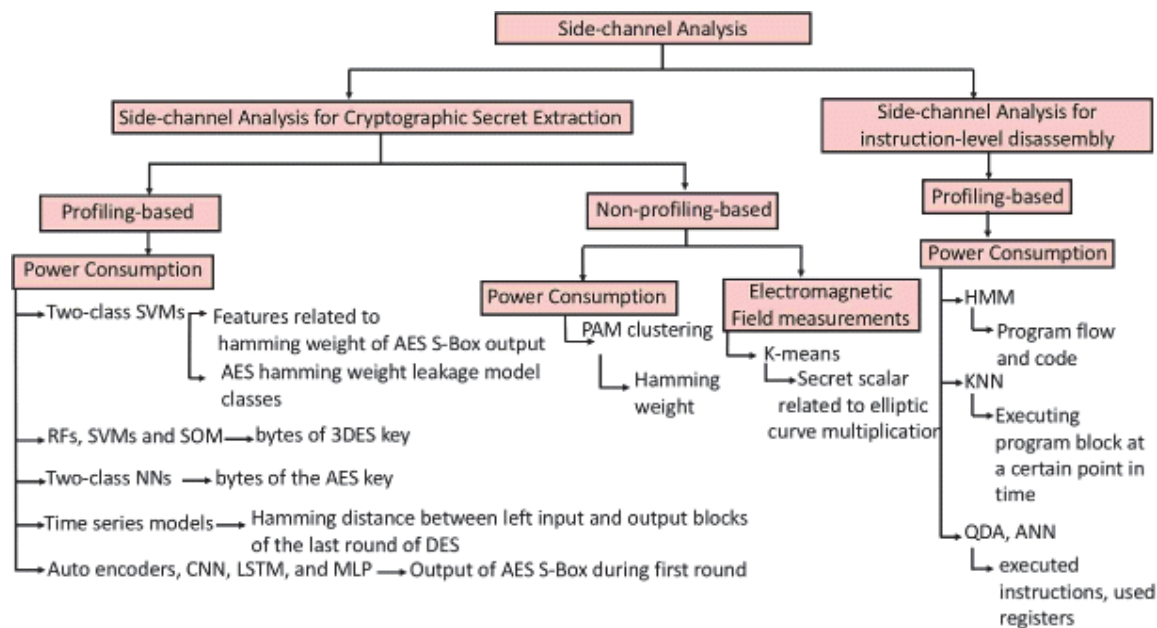 Side-channel Analysis
Side-channel Analysis for Cryptographic Secret Extraction
Side-channel Analysis for
instruction-level disassembly
Profiling-based
Non-profiling-based
Profiling-based
Power Consumption
Power Consumption
Electromagnetic
Field measurements
Power Consumption
Two-class SVMs
Features related to
hamming weight of AES S-Box output
AES hamming weight leakage model
classes
RFs, SVMs and SOM
bytes of 3DES key
Two-class NNs
bytes of the AES key
Time series models
Hamming distance between left input and output blocks
of the last round of DES
Auto encoders, CNN, LSTM, and MLP
Output of AES S-Box during first round
PAM clustering
Hamming
weight
K-means
Secret scalar
related to elliptic
curve multiplication
HMM
Program flow
and code
KNN
Executing
program block at
a certain point in
time
QDA, ANN
executed
instructions, used
registers